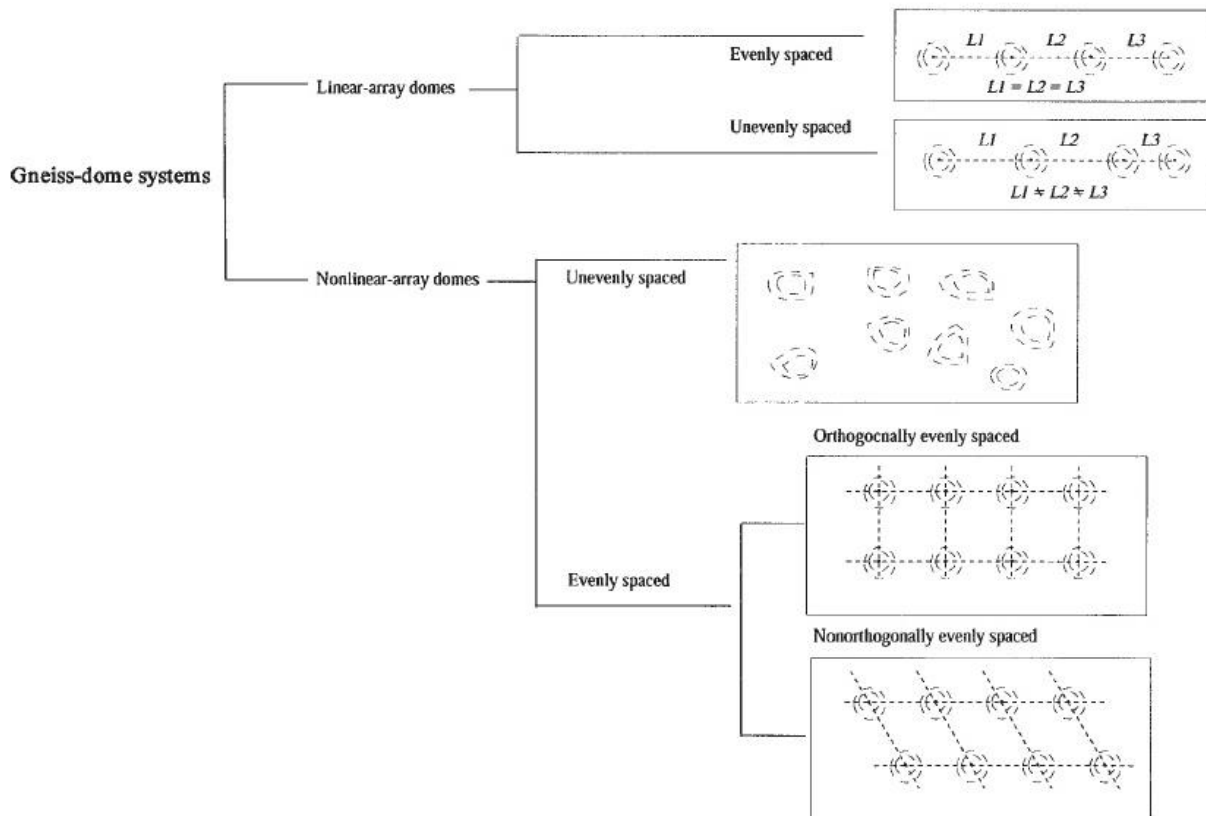 Evenly spaced
L1 L2 L3
L1 = L2 = L3
Linear-array domes
Unevenly spaced
L1 L2 L3
L1 ≠ L2 ≠ L3
Gneiss-dome systems
Nonlinear-array domes
Unevenly spaced
Orthogocnally evenly spaced
Evenly spaced
Nonorthogonally evenly spaced